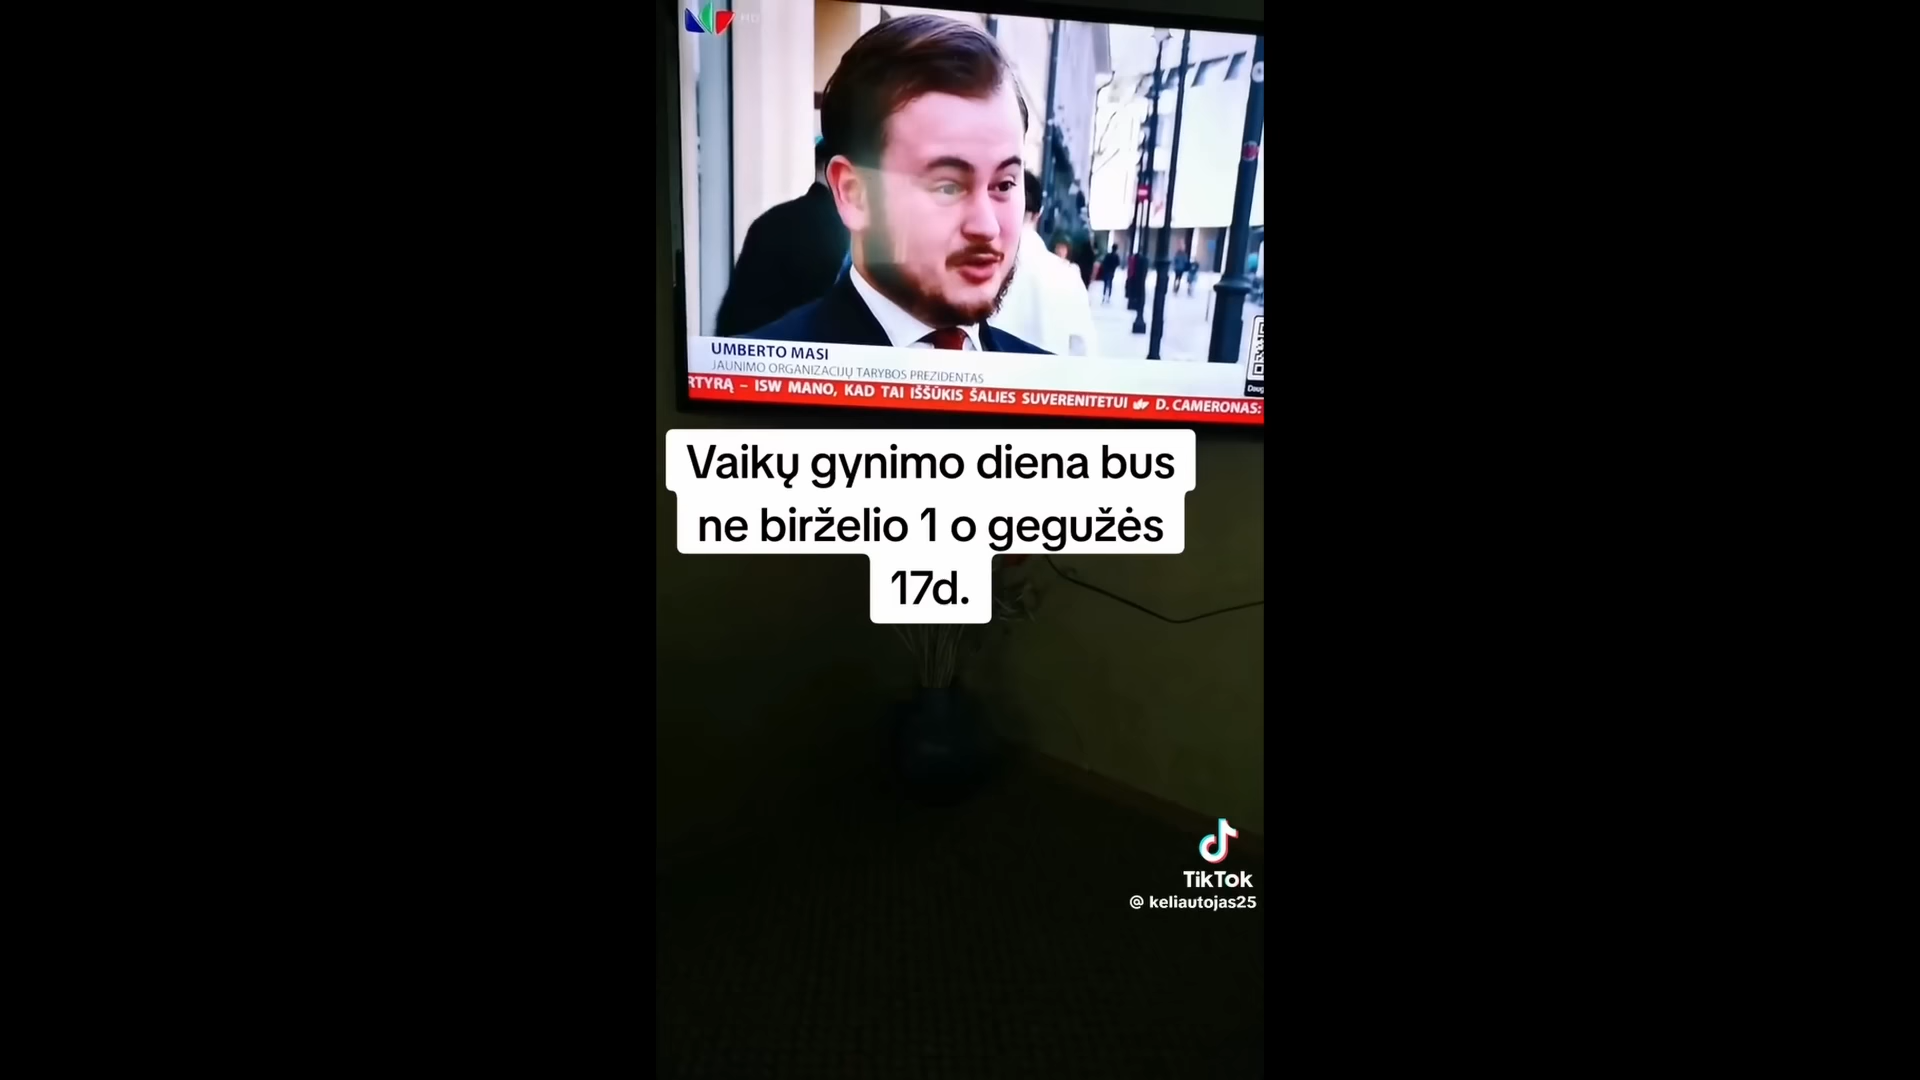 HD
UMBERTO MASI
JAUNIMO ORGANIZACIJŲ TARYBOS PREZIDENTAS
RTYRĄ – ISW MANO, KAD TAI IŠŠŪKIS ŠALIES SUVERENITETUI D. CAMERONAS:
Vaikų gynimo diena bus
ne birželio 1 o gegužės
17d.
TikTok
@ keliautojas25